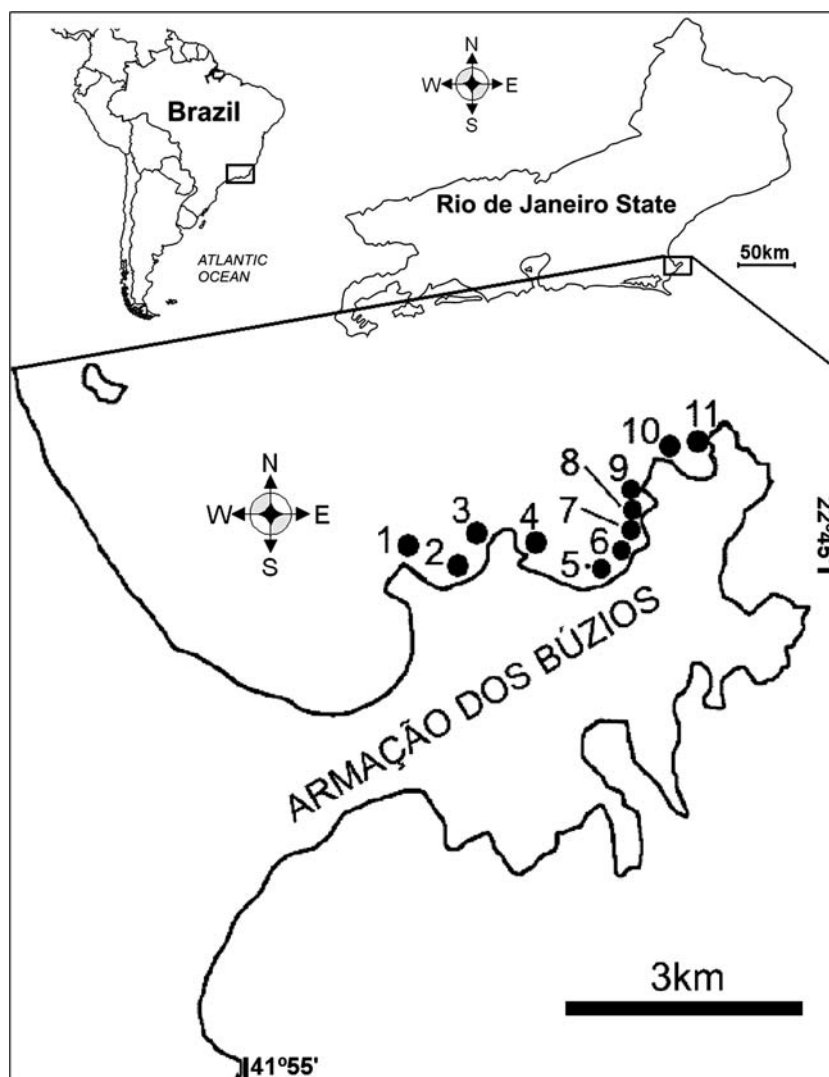 N
W E
S
Brazil
Rio de Janeiro State
ATLANTIC
OCEAN
50km
11
10
9
8
7
N
W E
S
3
4
1
2
6
5
22°45'
ARMAÇÃO DOS BÚZIOS
3km
41°55'